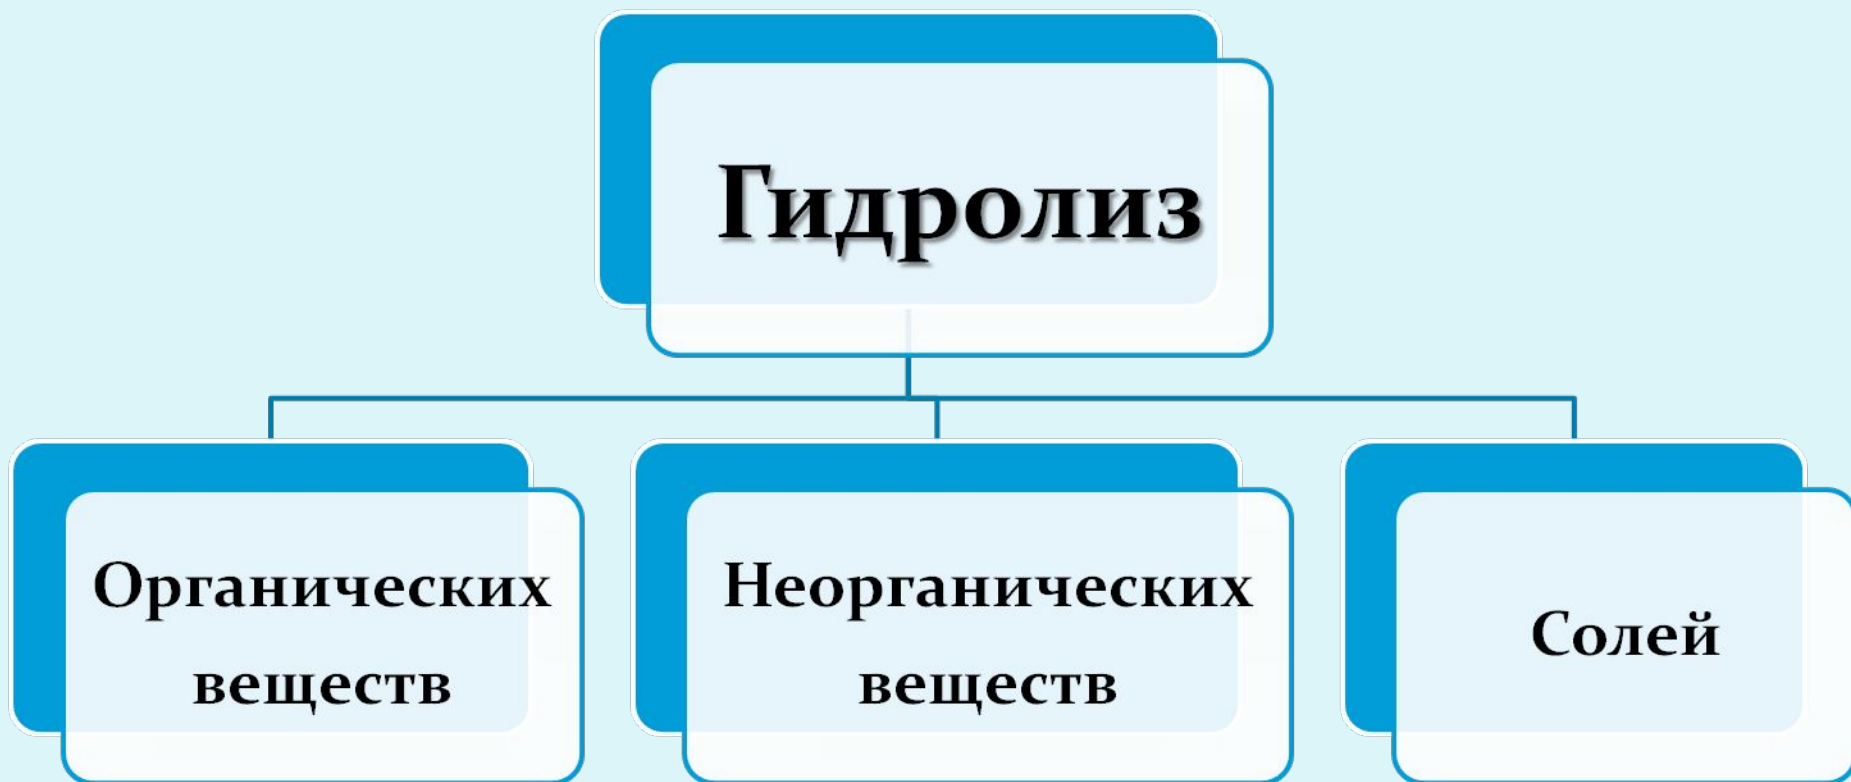 Гидролиз
Органических
веществ
Неорганических
веществ
Солей